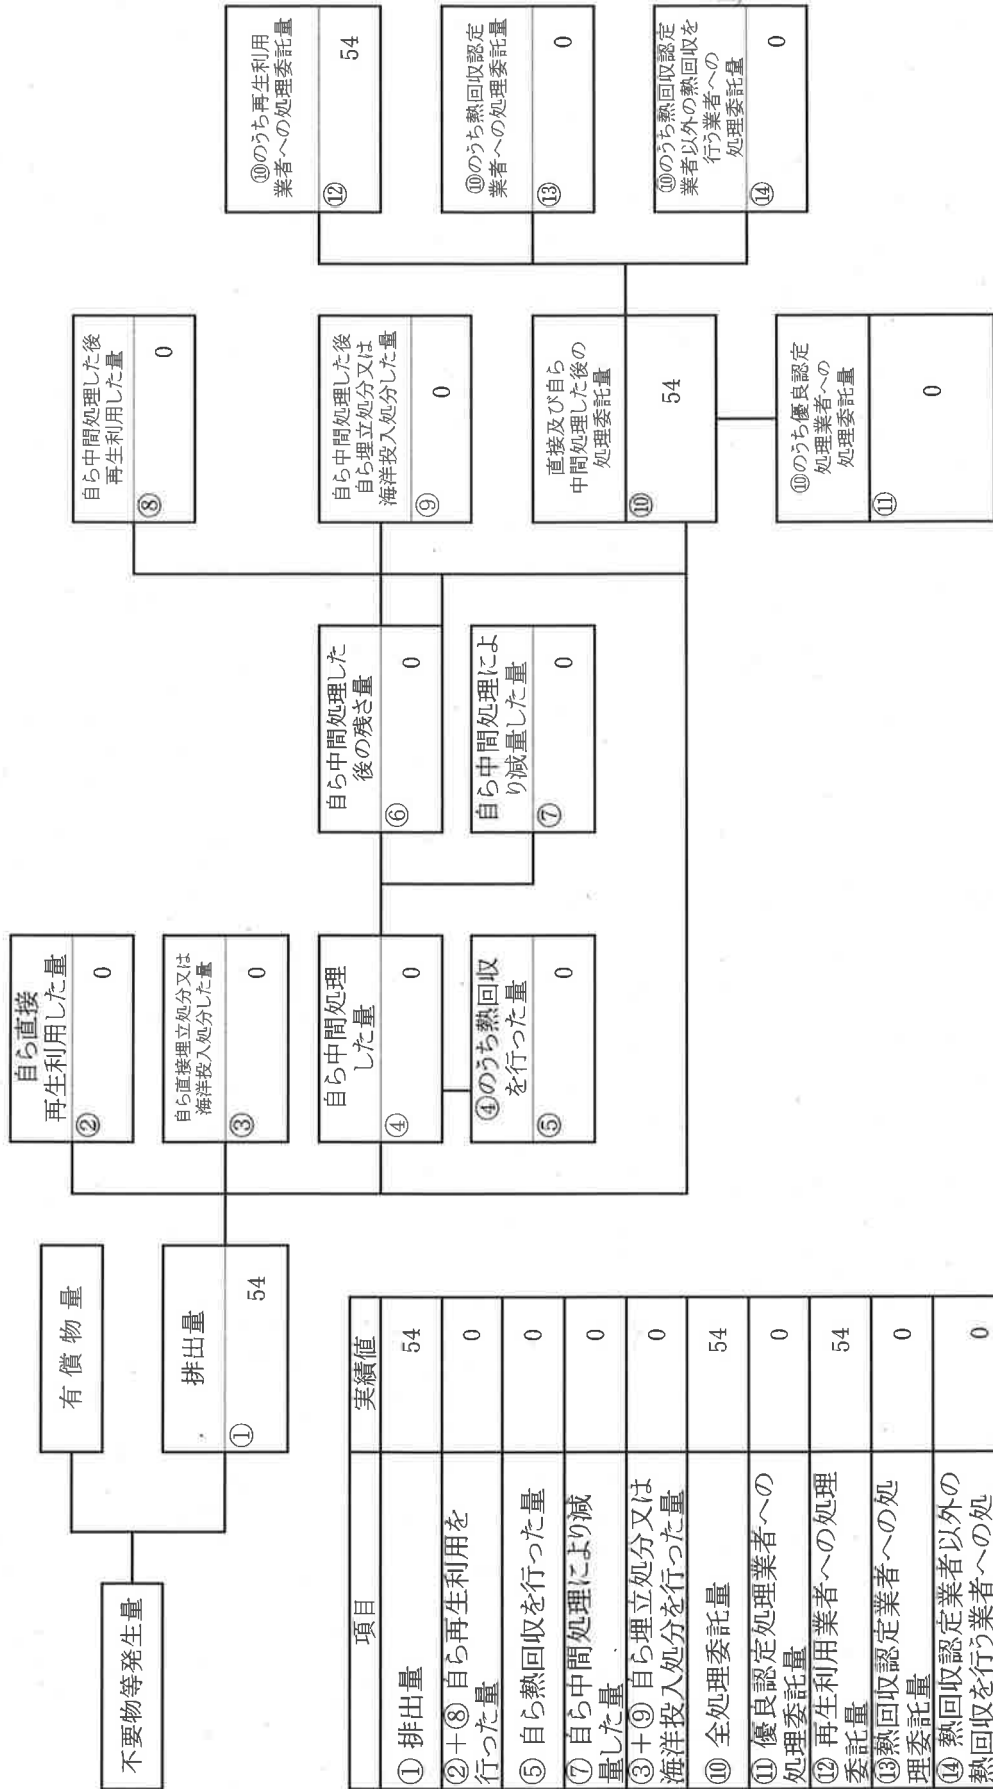 不要物等発生量
有償物量
排出量
①
54
自ら直接
再生利用した量
②
0
自ら直接埋立処分又は
海洋投入処分した量
③
0
自ら中間処理
した量
④
0
④のうち熱回収
を行った量
⑤
0
自ら中間処理した
後の残さ量
⑥
0
自ら中間処理によ
り減量した量
⑦
0
自ら中間処理した後
再生利用した量
⑧
0
自ら中間処理した後
自ら埋立処分又は
海洋投入処分した量
⑨
0
直接及び自ら
中間処理した後の
処理委託量
⑩
54
⑩のうち優良認定
処理業者への
処理委託量
⑪
0
⑩のうち再生利用
業者への処理委託量
⑫
54
⑩のうち熱回収認定
業者への処理委託量
⑬
0
⑩のうち熱回収認定
業者以外の熱回収を
行う業者への
処理委託量
⑭
0
項目 実績値
①排出量 54
②+⑧ 自ら再生利用を
行った量 0
⑤ 自ら熱回収を行った量 0
⑦ 自ら中間処理により減
量した量 0
③+⑨ 自ら埋立処分又は
海洋投入処分を行った量 0
⑩ 全処理委託量 54
⑪ 優良認定処理業者への
処理委託量 0
⑫ 再生利用業者への処理
委託量 54
⑬熱回収認定業者への処
理委託量 0
⑭ 熱回収認定業者以外の
熱回収を行う業者への処 0